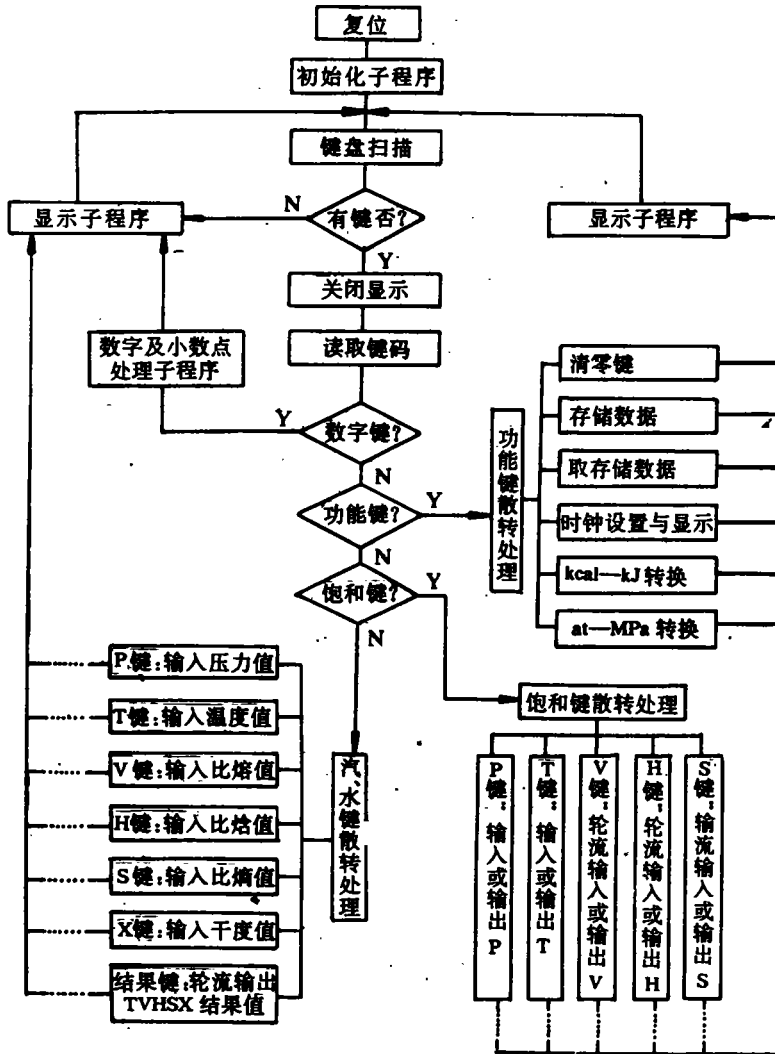 复位
初始化子程序
键盘扫描
有键否?
N
Y
显示子程序
显示子程序
关闭显示
读取键码
数字及小数点
处理子程序
数字键?
Y
N
功能键?
Y
N
饱和键?
Y
N
功能键散转处理
清零键
存储数据
取存储数据
时钟设置与显示
kcal—kJ 转换
at—MPa 转换
P键:输入压力值
T键:输入温度值
V键:输入比熔值
H键:输入比焓值
S键:输入比熵值
X键:输入干度值
结果键:轮流输出
TVHSX 结果值
汽、水键散转处理
饱和键散转处理
P键:输入或输出P
T键:输入或输出T
V键:轮流输入或输出V
H键:轮流输入或输出H
S键:输流输入或输出S